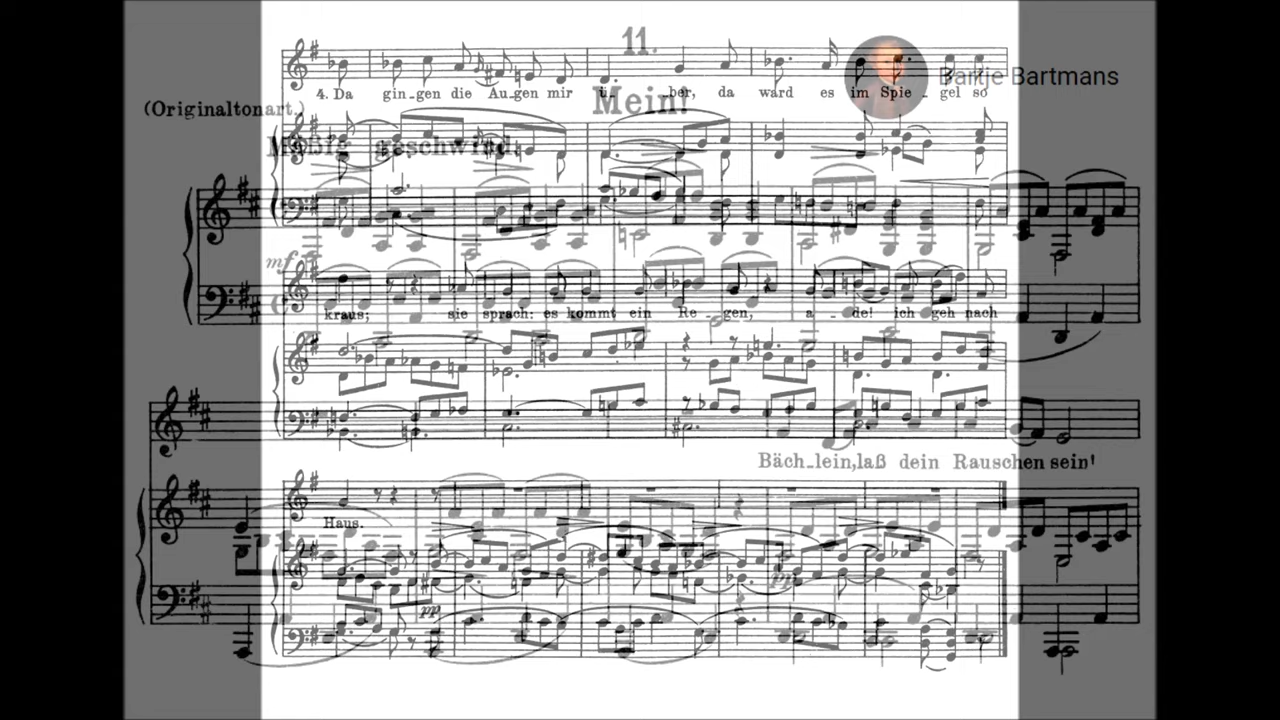 11.
4. Da gin-gen die Au-gen mir ü- -ber, da ward es im Spie - gel so
Bartje Bartmans
Mein!
(Originaltonart.)
Mäßig geschwind.
mf
kraus; sie sprach: es kommt ein Re - gen, a - de! ich geh nach
Bäch-lein, laß dein Rauschen sein!
Haus.
pp
pp